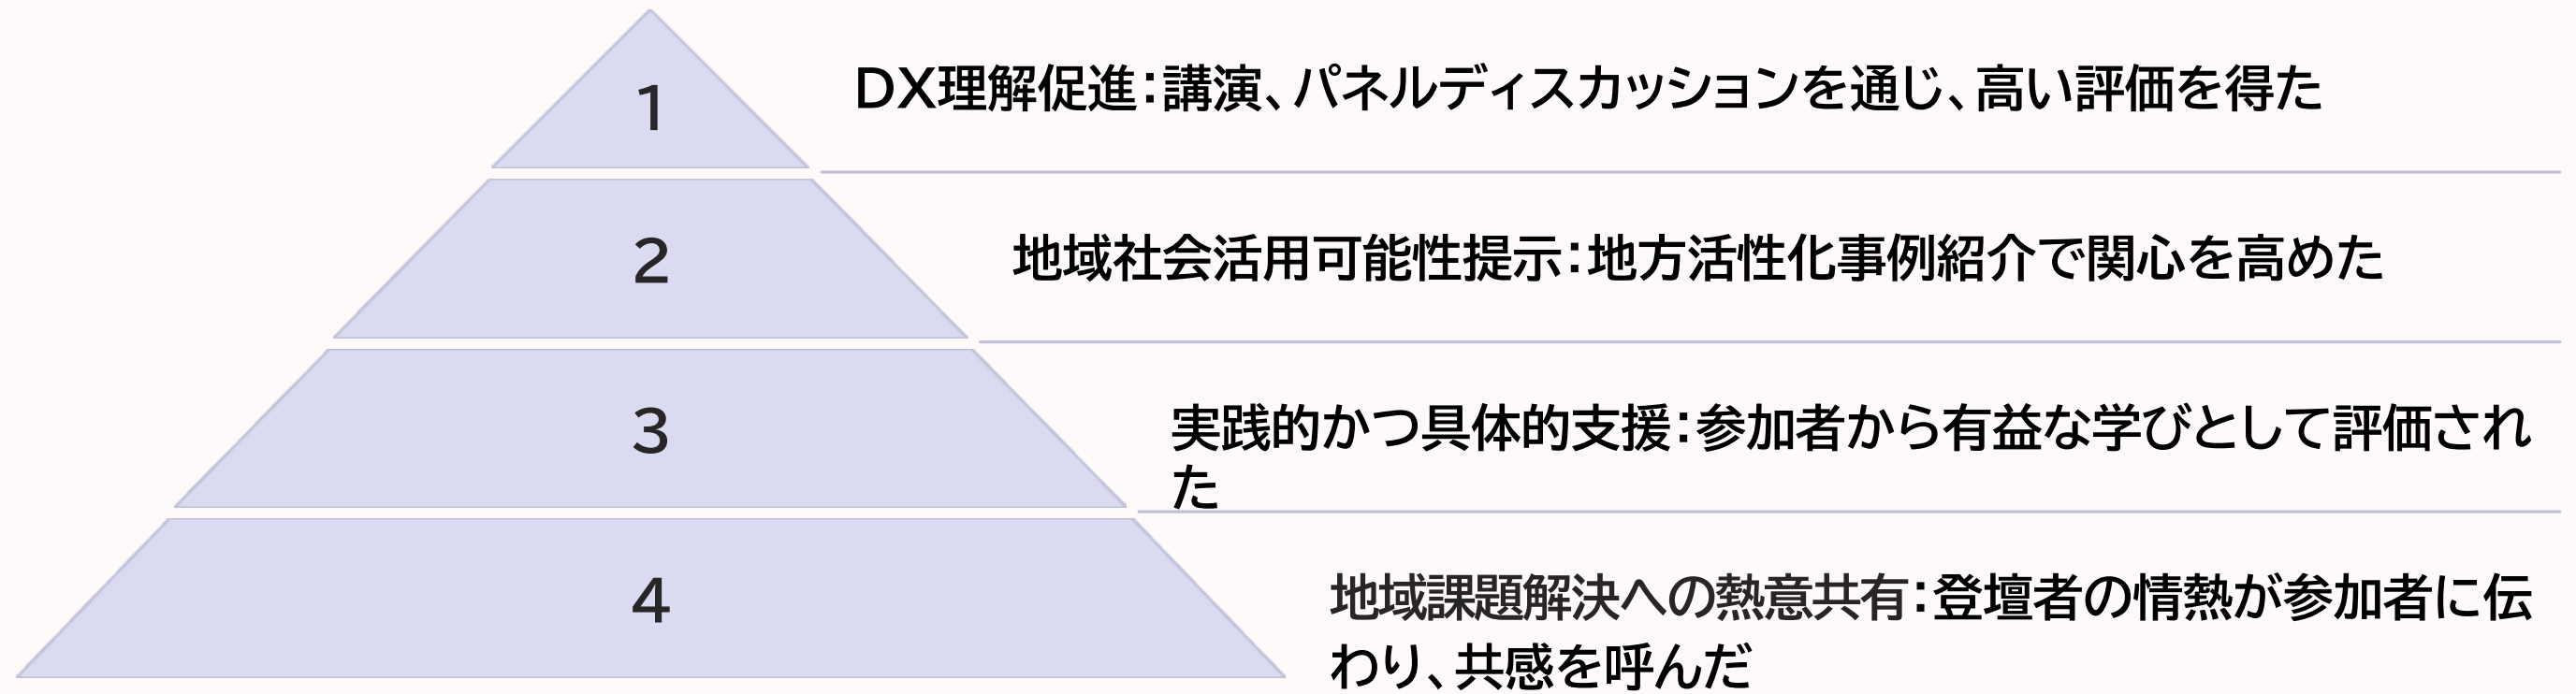 1
DX理解促進：講演、パネルディスカッションを通じ、高い評価を得た
2
地域社会活用可能性提示：地方活性化事例紹介で関心を高めた
3
実践的かつ具体的支援：参加者から有益な学びとして評価され
た
4
地域課題解決への熱意共有：登壇者の情熱が参加者に伝
わり、共感を呼んだ